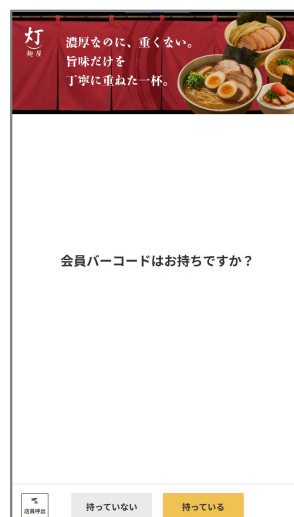 灯
麺屋
濃厚なのに、重くない。
旨味だけを
丁寧に重ねた一杯。
会員バーコードはお持ちですか？
店員呼出
持っていない
持っている